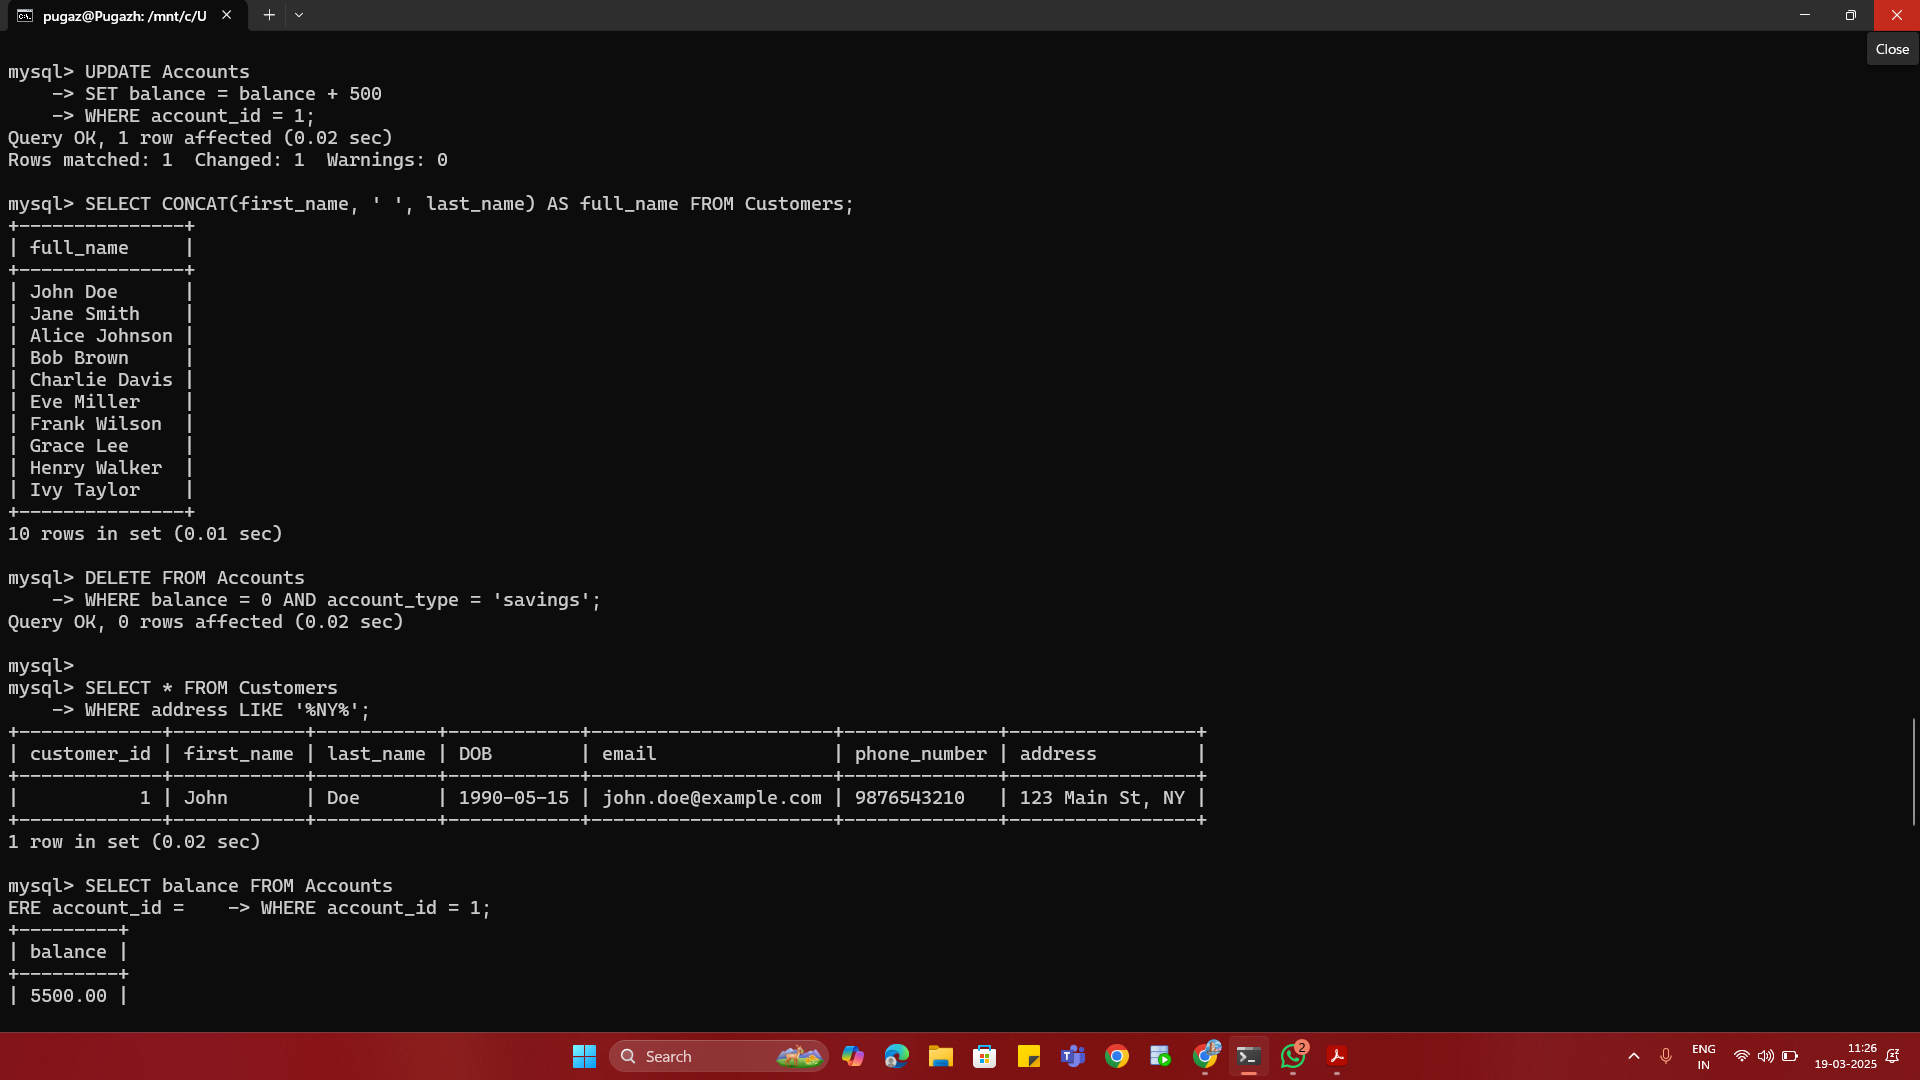 pugaz@Pugazh: /mnt/c/U
Close
mysql> UPDATE Accounts
    -> SET balance = balance + 500
    -> WHERE account_id = 1;
Query OK, 1 row affected (0.02 sec)
Rows matched: 1  Changed: 1  Warnings: 0
mysql> SELECT CONCAT(first_name, ' ', last_name) AS full_name FROM Customers;
+---------------+
| full_name     |
+---------------+
| John Doe      |
| Jane Smith    |
| Alice Johnson |
| Bob Brown     |
| Charlie Davis |
| Eve Miller    |
| Frank Wilson  |
| Grace Lee     |
| Henry Walker  |
| Ivy Taylor    |
+---------------+
10 rows in set (0.01 sec)
mysql> DELETE FROM Accounts
    -> WHERE balance = 0 AND account_type = 'savings';
Query OK, 0 rows affected (0.02 sec)
mysql>
mysql> SELECT * FROM Customers
    -> WHERE address LIKE '%NY%';
+-------------+------------+-----------+------------+----------------------+--------------+-----------------+
| customer_id | first_name | last_name | DOB        | email                | phone_number | address         |
+-------------+------------+-----------+------------+----------------------+--------------+-----------------+
|           1 | John       | Doe       | 1990-05-15 | john.doe@example.com | 9876543210   | 123 Main St, NY |
+-------------+------------+-----------+------------+----------------------+--------------+-----------------+
1 row in set (0.02 sec)
mysql> SELECT balance FROM Accounts
ERE account_id =    -> WHERE account_id = 1;
+---------+
| balance |
+---------+
| 5500.00 |
Search
2
ENG
IN
11:26
19-03-2025